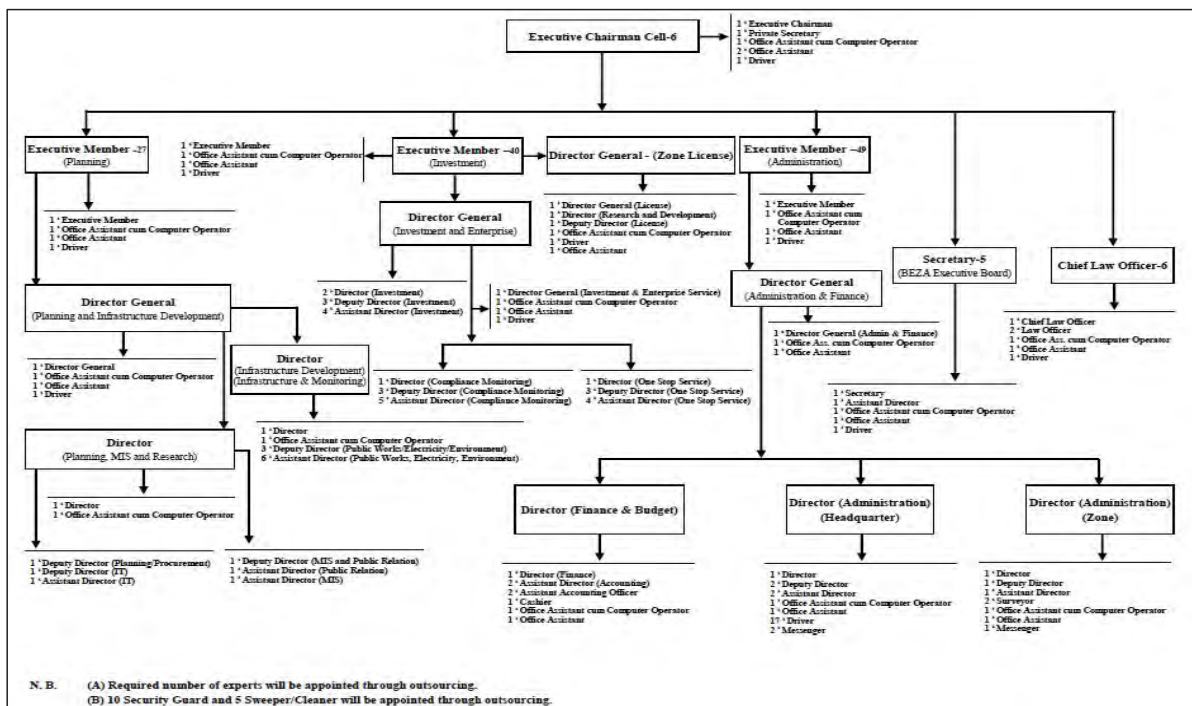 Executive Chairman Cell-6
1 * Executive Chairman
1 * Private Secretary
1 * Office Assistant cum Computer Operator
2 * Office Assistant
1 * Driver
Executive Member -27
(Planning)
1 * Executive Member
1 * Office Assistant cum Computer Operator
1 * Office Assistant
1 * Driver
Executive Member –40
(Investment)
Director General - (Zone License)
Executive Member –49
(Administration)
1 * Executive Member
1 * Office Assistant cum Computer Operator
1 * Office Assistant
1 * Driver
Director General
(Investment and Enterprise)
1 * Director General (License)
1 * Director (Research and Development)
1 * Deputy Director (License)
1 * Office Assistant cum Computer Operator
1 * Driver
1 * Office Assistant
1 * Executive Member
1 * Office Assistant cum
Computer Operator
1 * Office Assistant
1 * Driver
Secretary-5
(BEZA Executive Board)
Chief Law Officer-6
Director General
(Planning and Infrastructure Development)
2 * Director (Investment)
3 * Deputy Director (Investment)
4 * Assistant Director (Investment)
1 * Director General (Investment & Enterprise Service)
1 * Office Assistant cum Computer Operator
1 * Office Assistant
1 * Driver
Director General
(Administration & Finance)
1 * Director General (Admin & Finance)
1 * Office Ass. cum Computer Operator
1 * Office Assistant
1 * Chief Law Officer
2 * Law Officer
1 * Office Ass. cum Computer Operator
1 * Office Assistant
1 * Driver
1 * Director General
1 * Office Assistant cum Computer Operator
1 * Office Assistant
1 * Driver
Director
(Infrastructure Development)
(Infrastructure & Monitoring)
1 * Director (Compliance Monitoring)
3 * Deputy Director (Compliance Monitoring)
5 * Assistant Director (Compliance Monitoring)
1 * Director (One Stop Service)
3 * Deputy Director (One Stop Service)
4 * Assistant Director (One Stop Service)
1 * Secretary
1 * Assistant Director
1 * Office Assistant cum Computer Operator
1 * Office Assistant
1 * Driver
Director
(Planning, MIS and Research)
1 * Director
1 * Office Assistant cum Computer Operator
3 * Deputy Director (Public Works/Electricity/Environment)
6 * Assistant Director (Public Works, Electricity, Environment)
1 * Director
1 * Office Assistant cum Computer Operator
Director (Finance & Budget)
Director (Administration)
(Headquarter)
Director (Administration)
(Zone)
1 * Deputy Director (Planning/Procurement)
1 * Deputy Director (IT)
1 * Assistant Director (IT)
1 * Deputy Director (MIS and Public Relation)
1 * Assistant Director (Public Relation)
1 * Assistant Director (MIS)
1 * Director (Finance)
2 * Assistant Director (Accounting)
2 * Assistant Accounting Officer
1 * Cashier
1 * Office Assistant cum Computer Operator
1 * Office Assistant
1 * Director
2 * Deputy Director
2 * Assistant Director
1 * Office Assistant cum Computer Operator
1 * Office Assistant
17 * Driver
2 * Messenger
1 * Director
1 * Deputy Director
1 * Assistant Director
2 * Surveyor
1 * Office Assistant cum Computer Operator
1 * Office Assistant
1 * Messenger
N. B. (A) Required number of experts will be appointed through outsourcing.
(B) 10 Security Guard and 5 Sweeper/Cleaner will be appointed through outsourcing.